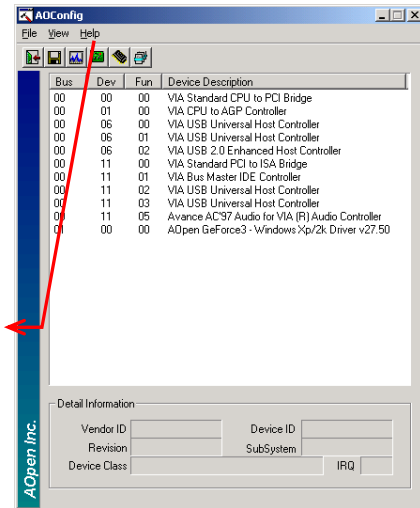 AOConfig
File View Help
Bus Dev Fun Device Description
00 00 00 VIA Standard CPU to PCI Bridge
00 01 00 VIA CPU to AGP Controller
00 06 00 VIA USB Universal Host Controller
00 06 01 VIA USB Universal Host Controller
00 06 02 VIA USB 2.0 Enhanced Host Controller
00 11 00 VIA Standard PCI to ISA Bridge
00 11 01 VIA Bus Master IDE Controller
00 11 02 VIA USB Universal Host Controller
00 11 03 VIA USB Universal Host Controller
00 11 05 Avance AC'97 Audio for VIA (R) Audio Controller
01 00 00 AOpen GeForce3 - Windows Xp/2k Driver v27.50
Detail Information
Vendor ID Device ID
Revision SubSystem
Device Class IRQ
AOpen Inc.